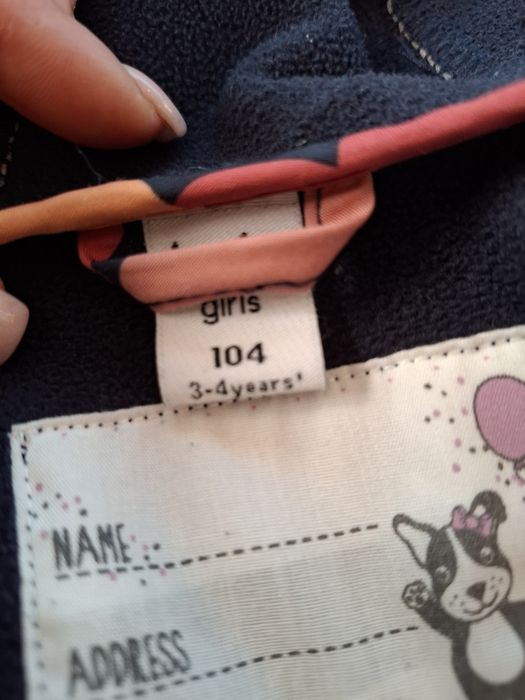 girls
104
3-4years'
NAME :
ADDRESS